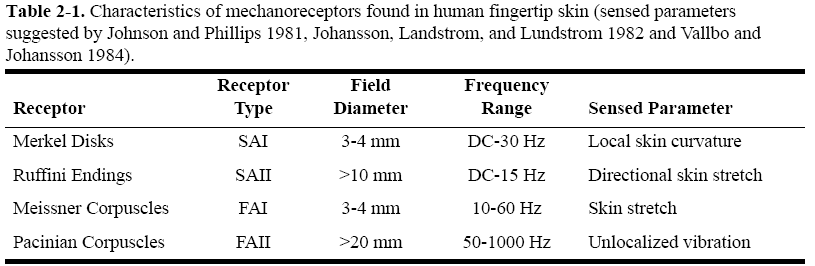 Table 2-1. Characteristics of mechanoreceptors found in human fingertip skin (sensed parameters
suggested by Johnson and Phillips 1981, Johansson, Landstrom, and Lundstrom 1982 and Vallbo and
Johansson 1984).
Receptor Receptor Type Field Diameter Frequency Range Sensed Parameter
Merkel Disks SAI 3-4 mm DC-30 Hz Local skin curvature
Ruffini Endings SAII >10 mm DC-15 Hz Directional skin stretch
Meissner Corpuscles FAI 3-4 mm 10-60 Hz Skin stretch
Pacinian Corpuscles FAII >20 mm 50-1000 Hz Unlocalized vibration